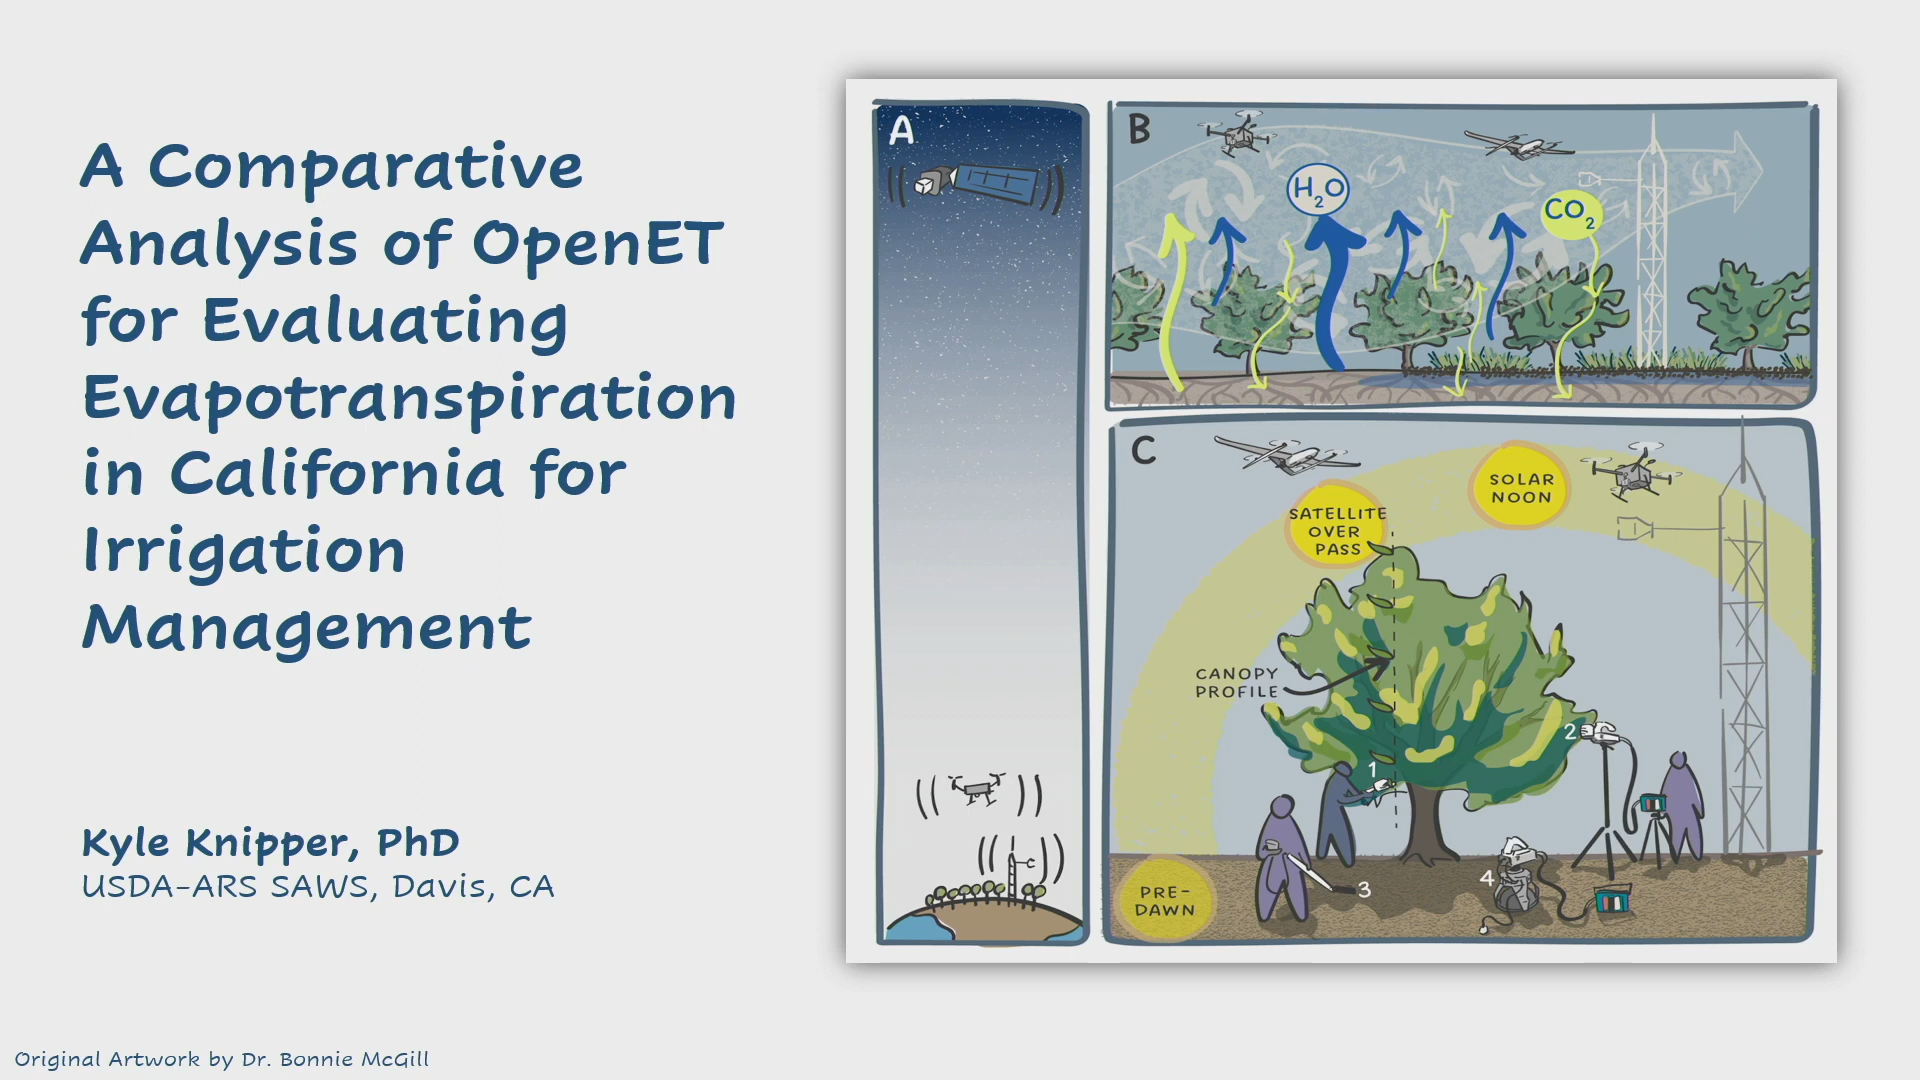 A Comparative
Analysis of OpenET
for Evaluating
Evapotranspiration
in California for
Irrigation
Management
Kyle Knipper, PhD
USDA-ARS SAWS, Davis, CA
Original Artwork by Dr. Bonnie McGill
A
B
H2O
CO2
C
SATELLITE
OVER
PASS
SOLAR
NOON
CANOPY
PROFILE
1
2
3
4
PRE-
DAWN